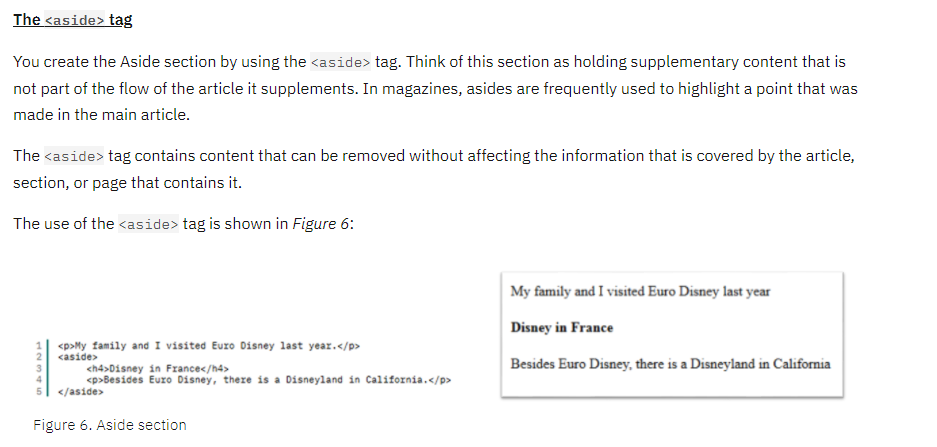 The <aside> tag
You create the Aside section by using the <aside> tag. Think of this section as holding supplementary content that is
not part of the flow of the article it supplements. In magazines, asides are frequently used to highlight a point that was
made in the main article.
The <aside> tag contains content that can be removed without affecting the information that is covered by the article,
section, or page that contains it.
The use of the <aside> tag is shown in Figure 6:
1 <p>My family and I visited Euro Disney last year.</p>
2 <aside>
3 <h4>Disney in France</h4>
4 <p>Besides Euro Disney, there is a Disneyland in California.</p>
5 </aside>
My family and I visited Euro Disney last year
Disney in France
Besides Euro Disney, there is a Disneyland in California
Figure 6. Aside section